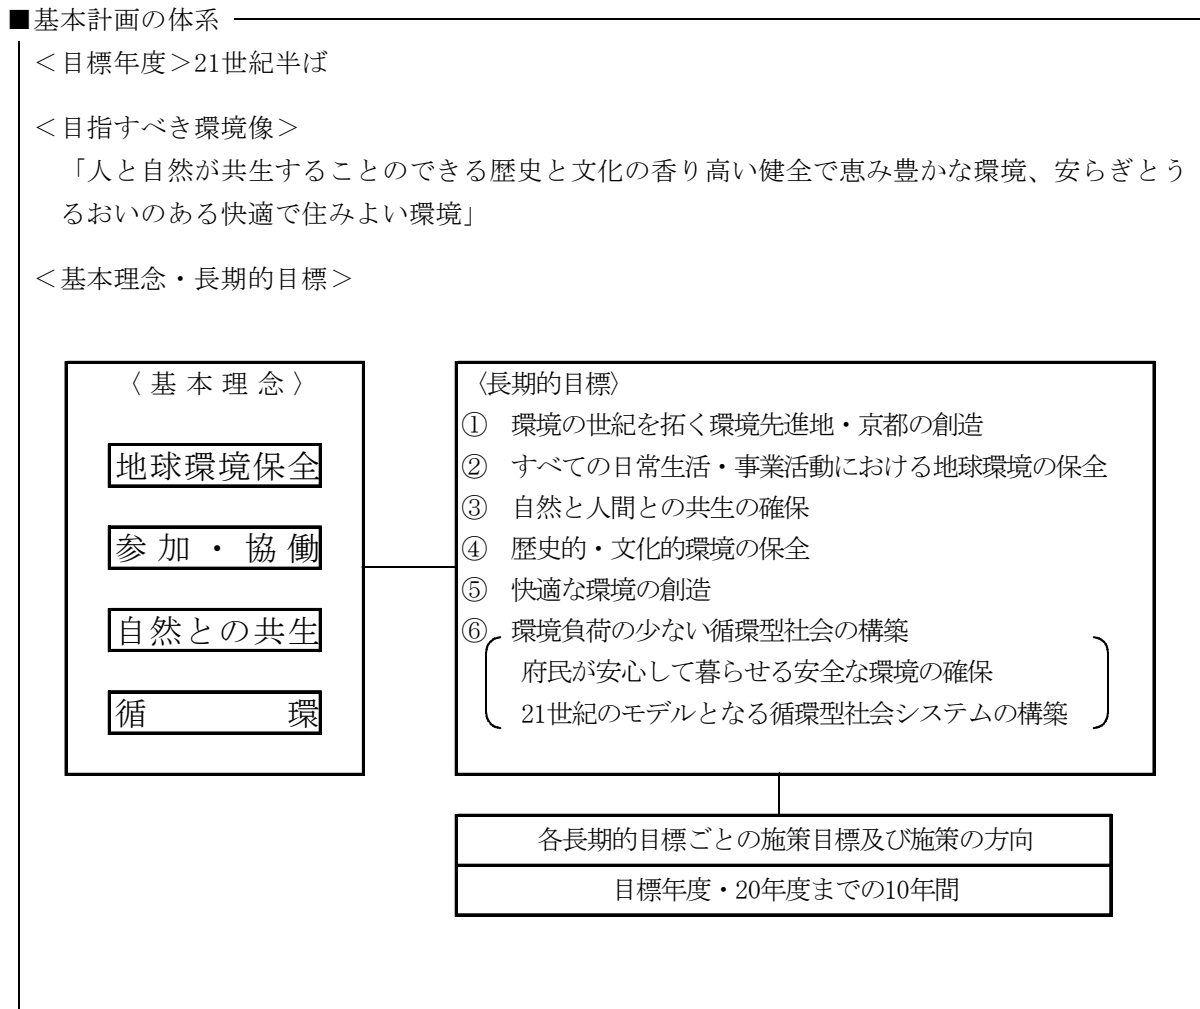 ■基本計画の体系
＜目標年度＞21世紀半ば
＜目指すべき環境像＞
「人と自然が共生することのできる歴史と文化の香り高い健全で恵み豊かな環境、安らぎとう
るおいのある快適で住みよい環境」
＜基本理念・長期的目標＞
〈基本理念〉
地球環境保全
参加・協働
自然との共生
循環
〈長期的目標〉
① 環境の世紀を拓く環境先進地・京都の創造
② すべての日常生活・事業活動における地球環境の保全
③ 自然と人間との共生の確保
④ 歴史的・文化的環境の保全
⑤ 快適な環境の創造
⑥ 環境負荷の少ない循環型社会の構築
府民が安心して暮らせる安全な環境の確保
21世紀のモデルとなる循環型社会システムの構築
各長期的目標ごとの施策目標及び施策の方向
目標年度・20年度までの10年間